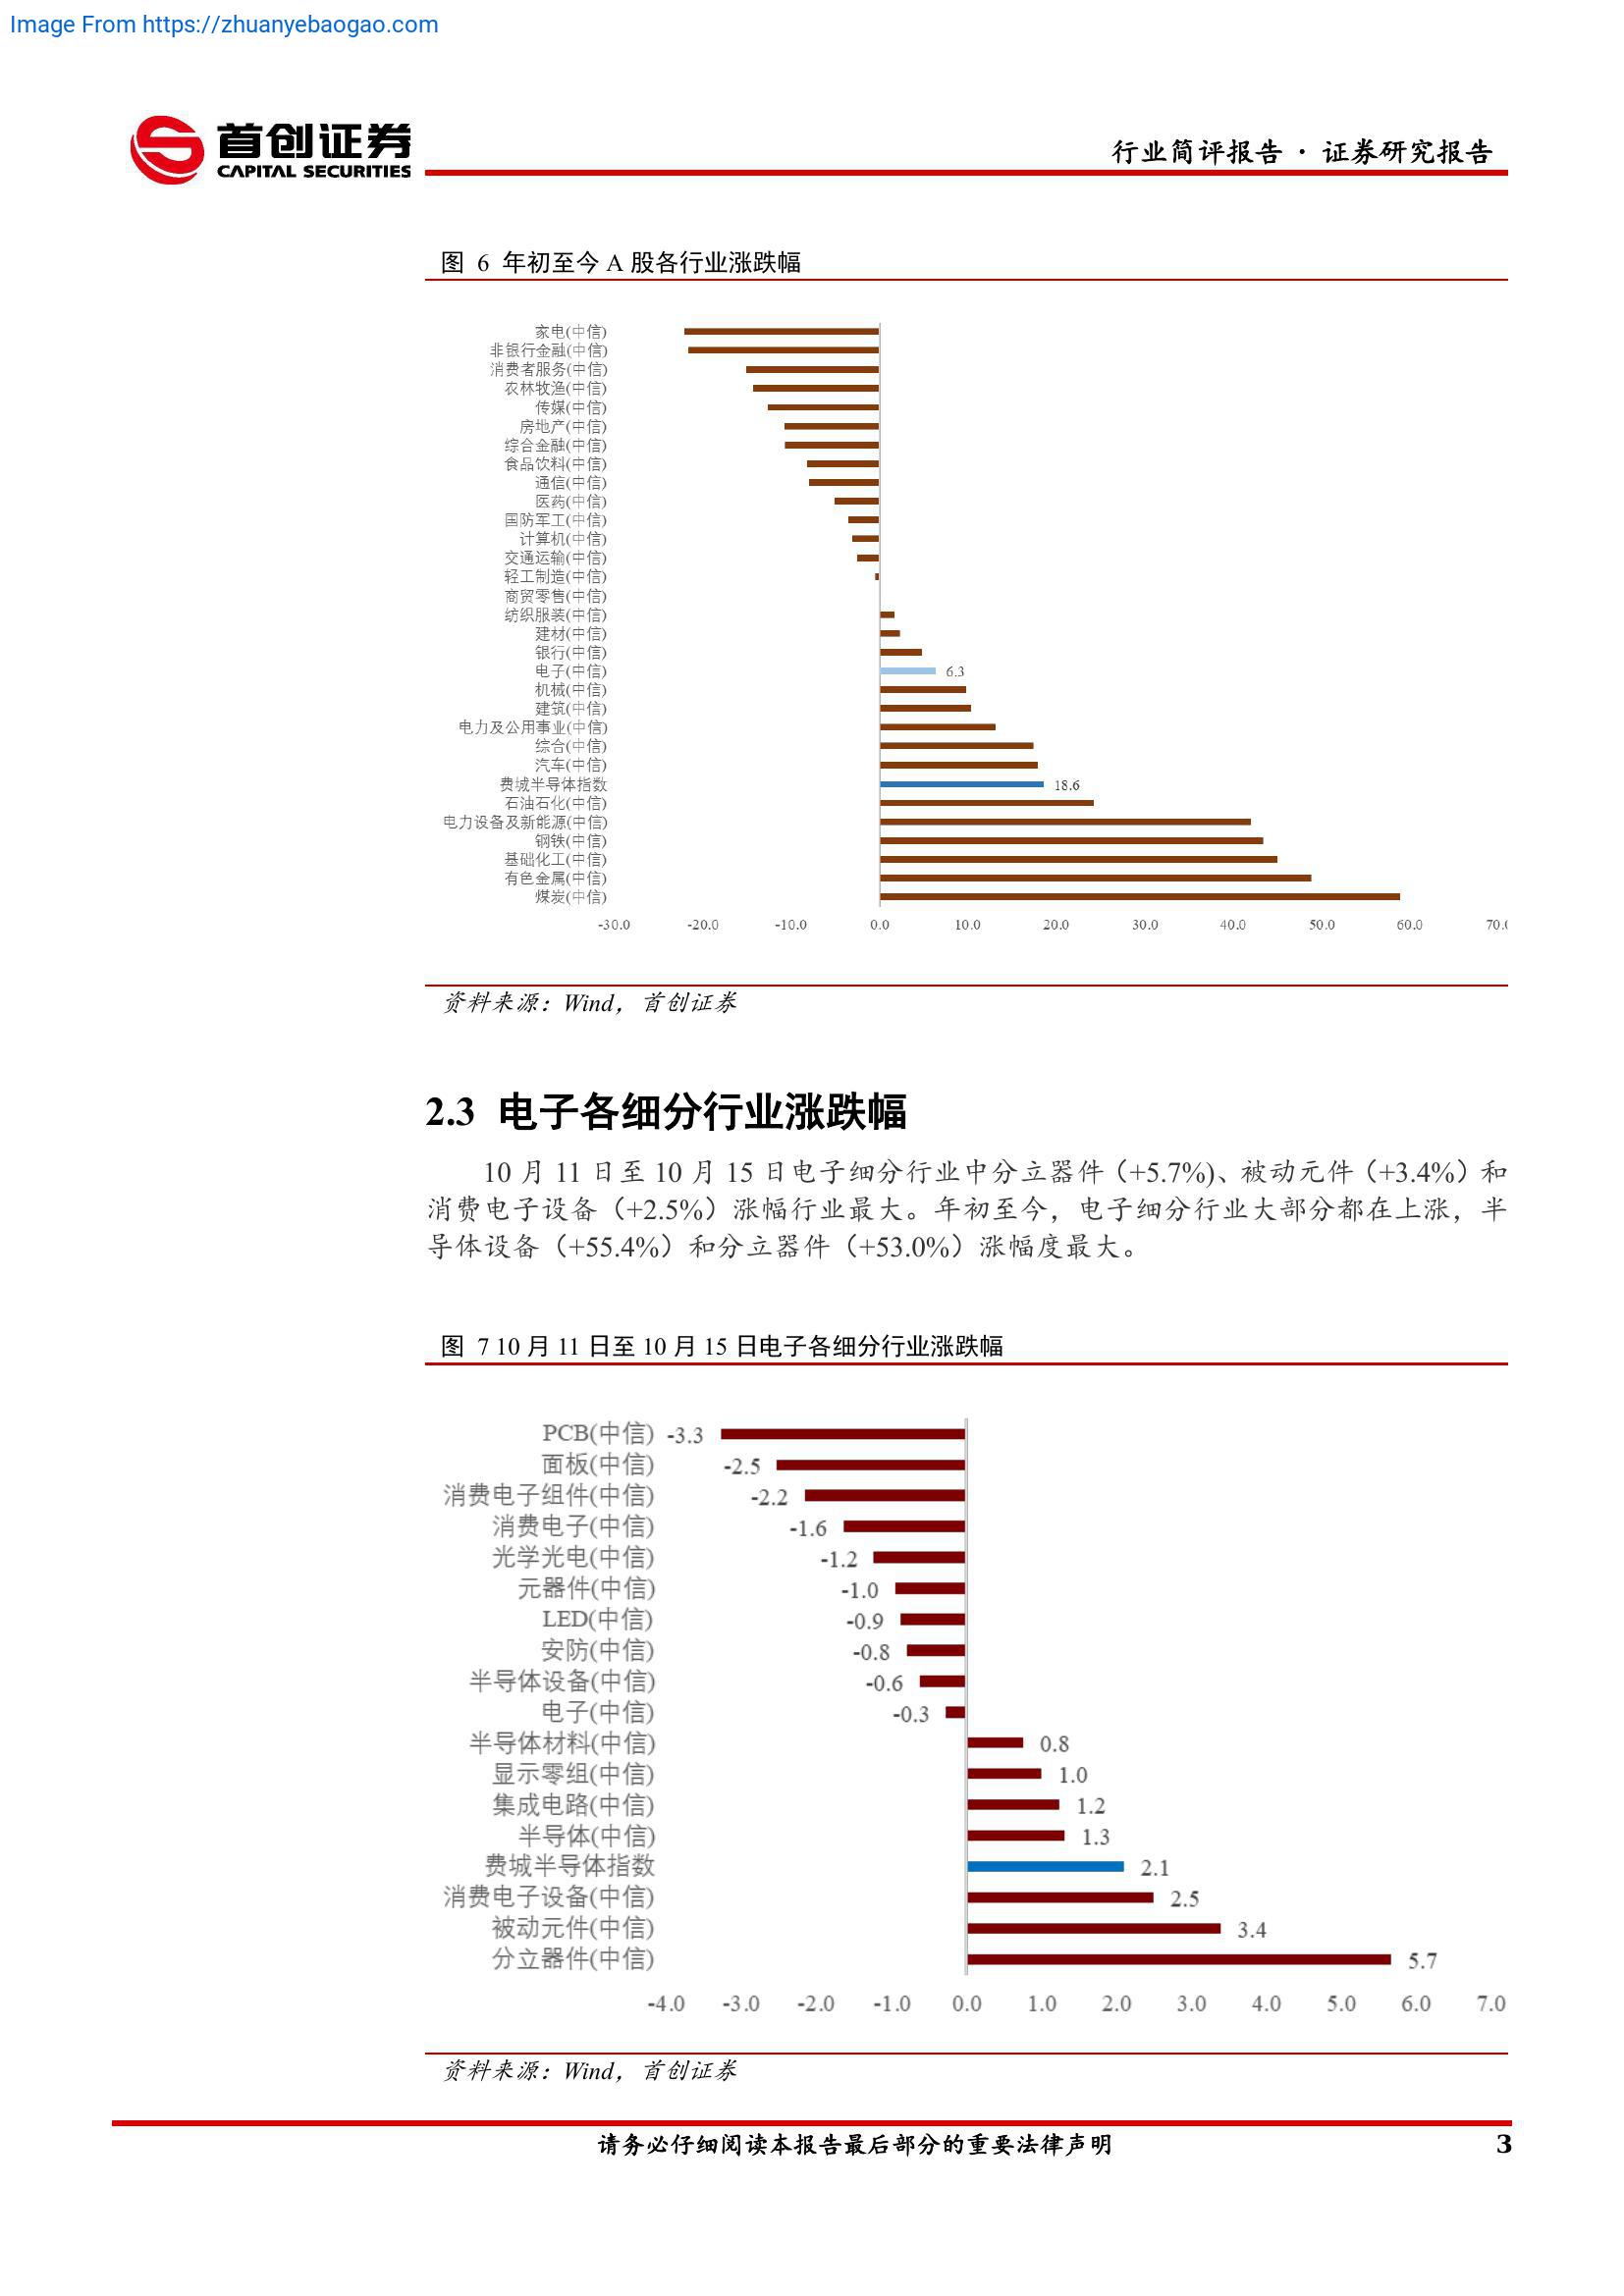 Image From https://zhuanyebaogao.com
首创证券
CAPITAL SECURITIES
行业简评报告 · 证券研究报告
图 6 年初至今 A 股各行业涨跌幅
家电(中信)
非银行金融(中信)
消费者服务(中信)
农林牧渔(中信)
传媒(中信)
房地产(中信)
综合金融(中信)
食品饮料(中信)
通信(中信)
医药(中信)
国防军工(中信)
计算机(中信)
交通运输(中信)
轻工制造(中信)
商贸零售(中信)
纺织服装(中信)
建材(中信)
银行(中信)
电子(中信) 6.3
机械(中信)
建筑(中信)
电力及公用事业(中信)
综合(中信)
汽车(中信)
费城半导体指数 18.6
石油石化(中信)
电力设备及新能源(中信)
钢铁(中信)
基础化工(中信)
有色金属(中信)
煤炭(中信)
-30.0 -20.0 -10.0 0.0 10.0 20.0 30.0 40.0 50.0 60.0 70.0
资料来源：Wind，首创证券
2.3 电子各细分行业涨跌幅
10 月 11 日至 10 月 15 日电子细分行业中分立器件（+5.7%)、被动元件（+3.4%）和
消费电子设备（+2.5%）涨幅行业最大。年初至今，电子细分行业大部分都在上涨，半
导体设备（+55.4%）和分立器件（+53.0%）涨幅度最大。
图 7 10 月 11 日至 10 月 15 日电子各细分行业涨跌幅
PCB(中信) -3.3
面板(中信) -2.5
消费电子组件(中信) -2.2
消费电子(中信) -1.6
光学光电(中信) -1.2
元器件(中信) -1.0
LED(中信) -0.9
安防(中信) -0.8
半导体设备(中信) -0.6
电子(中信) -0.3
半导体材料(中信) 0.8
显示零组(中信) 1.0
集成电路(中信) 1.2
半导体(中信) 1.3
费城半导体指数 2.1
消费电子设备(中信) 2.5
被动元件(中信) 3.4
分立器件(中信) 5.7
-4.0 -3.0 -2.0 -1.0 0.0 1.0 2.0 3.0 4.0 5.0 6.0 7.0
资料来源：Wind，首创证券
请务必仔细阅读本报告最后部分的重要法律声明 3